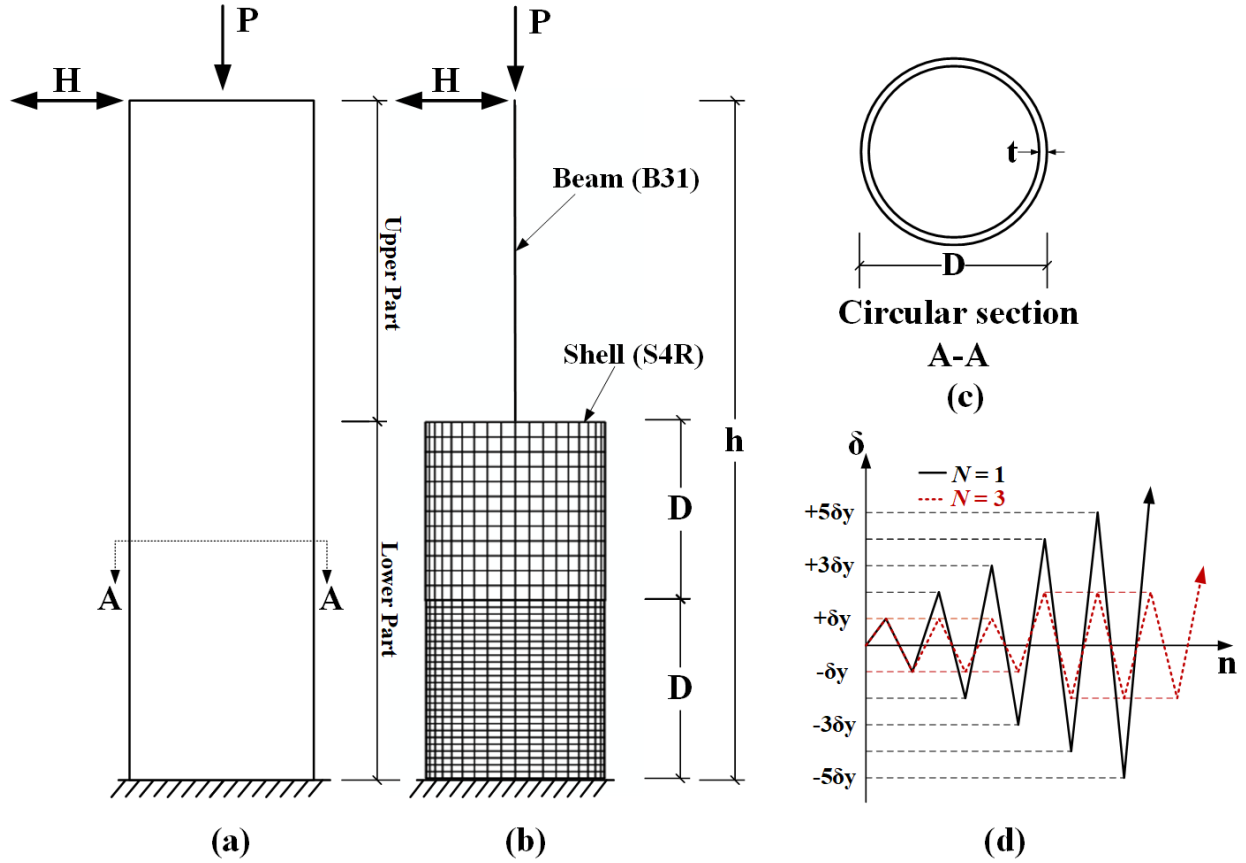 P
H
Upper Part
Lower Part
A
A
(a)
P
H
Beam (B31)
Shell (S4R)
h
D
D
(b)
t
D
Circular section
A-A
(c)
δ
N = 1
N = 3
+5δy
+3δy
+δy
-δy
-3δy
-5δy
n
(d)